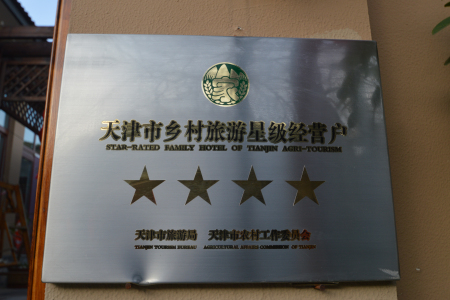 天津市乡村旅游星级经营户
STAR-RATED FAMILY HOTEL OF TIANJIN AGRI-TOURISM
天津市旅游局 天津市农村工作委员会
TIANJIN TOURISM BUREAU AGRICULTURAL AFFAIRS COMMISSION OF TIANJIN